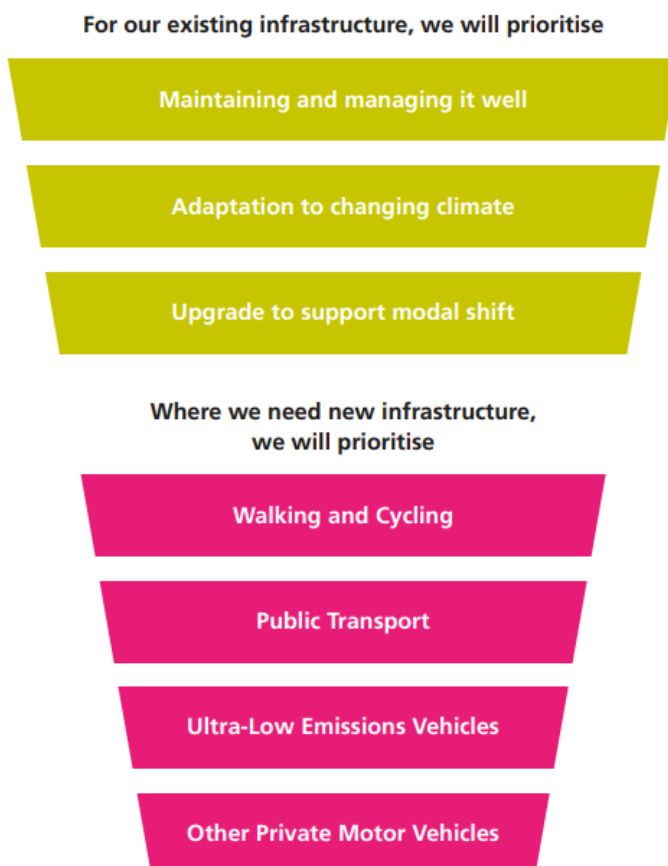 For our existing infrastructure, we will prioritise
Maintaining and managing it well
Adaptation to changing climate
Upgrade to support modal shift
Where we need new infrastructure,
we will prioritise
Walking and Cycling
Public Transport
Ultra-Low Emissions Vehicles
Other Private Motor Vehicles